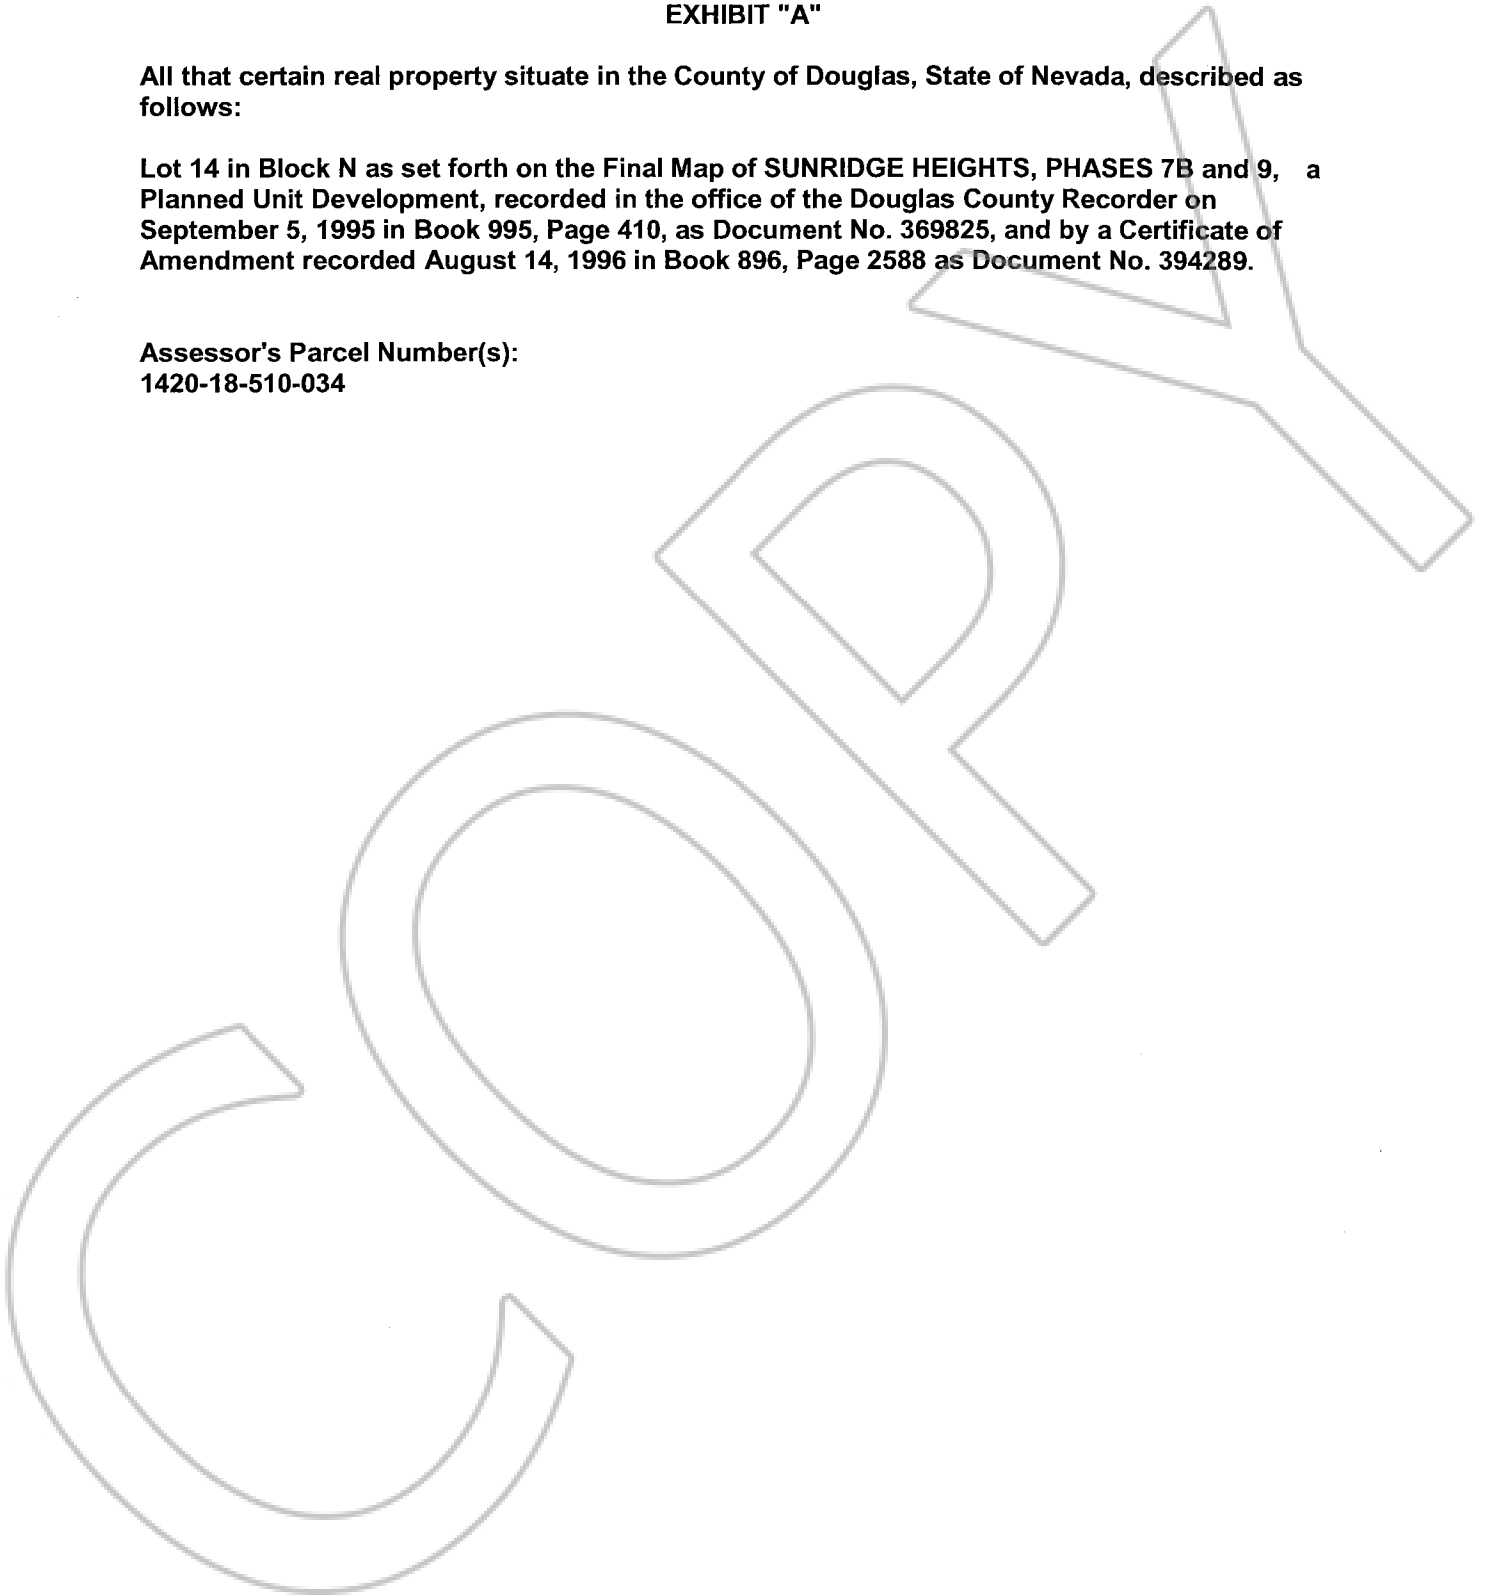 EXHIBIT "A"
All that certain real property situate in the County of Douglas, State of Nevada, described as
follows:
Lot 14 in Block N as set forth on the Final Map of SUNRIDGE HEIGHTS, PHASES 7B and 9, a
Planned Unit Development, recorded in the office of the Douglas County Recorder on
September 5, 1995 in Book 995, Page 410, as Document No. 369825, and by a Certificate of
Amendment recorded August 14, 1996 in Book 896, Page 2588 as Document No. 394289.
Assessor's Parcel Number(s):
1420-18-510-034
COPY